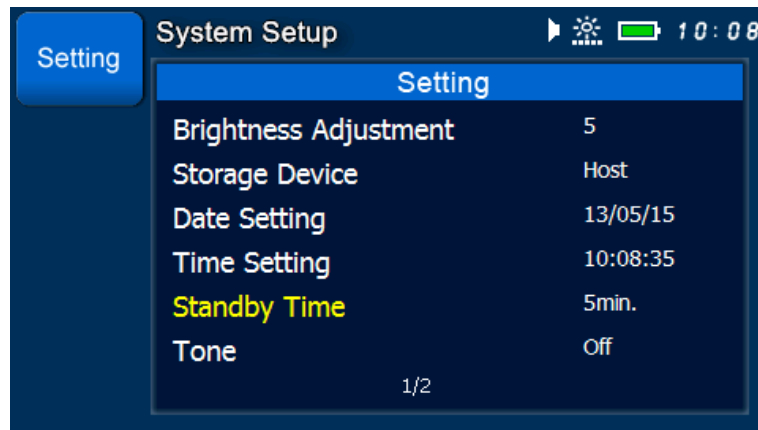 Setting
System Setup 10:08
Setting
Brightness Adjustment 5
Storage Device Host
Date Setting 13/05/15
Time Setting 10:08:35
Standby Time 5min.
Tone Off
1/2